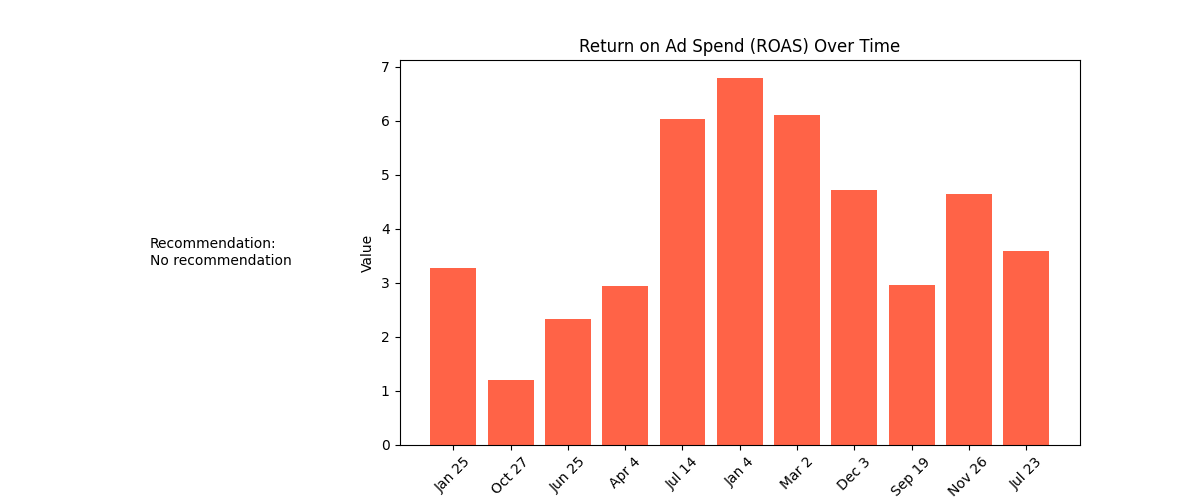 Return on Ad Spend (ROAS) Over Time
Recommendation:
No recommendation
Value
7
6
5
4
3
2
1
0
Jan 25
Oct 27
Jun 25
Apr 4
Jul 14
Jan 4
Mar 2
Dec 3
Sep 19
Nov 26
Jul 23